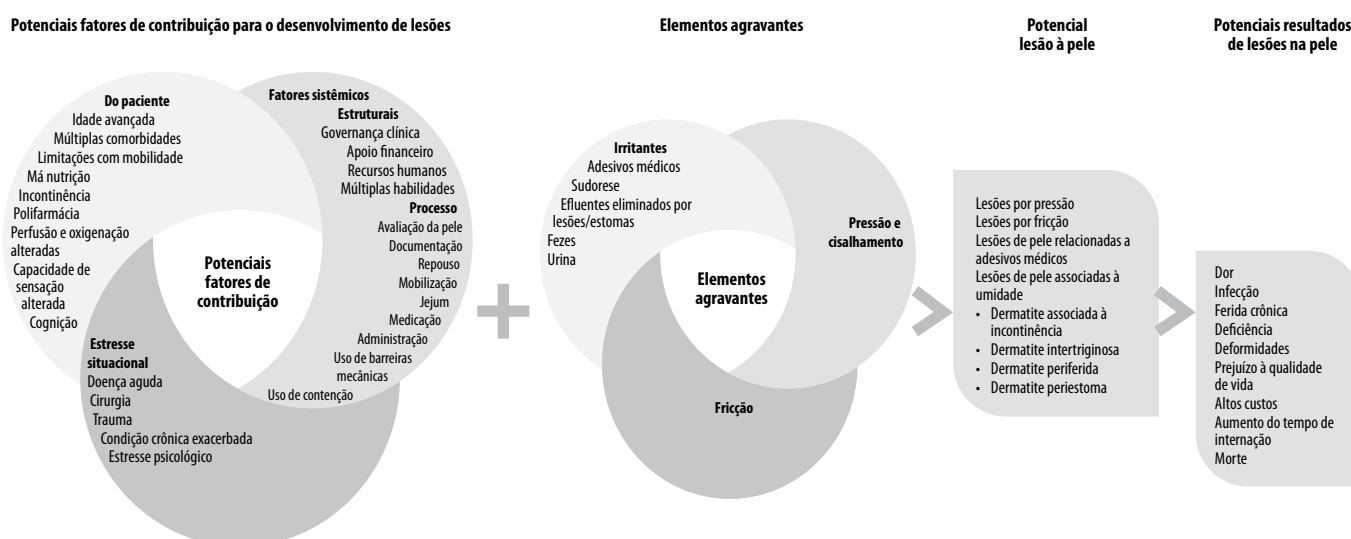 Potenciais fatores de contribuição para o desenvolvimento de lesões
Elementos agravantes
Potencial
lesão à pele
Potenciais resultados
de lesões na pele
Do paciente
Idade avançada
Múltiplas comorbidades
Limitações com mobilidade
Má nutrição
Incontinência
Polifarmácia
Perfusão e oxigenação
alteradas
Capacidade de
sensação
alterada
Cognição
Fatores sistêmicos
Estruturais
Governança clínica
Apoio financeiro
Recursos humanos
Múltiplas habilidades
Processo
Avaliação da pele
Documentação
Repouso
Mobilização
Jejum
Medicação
Administração
Uso de barreiras
mecânicas
Uso de contenção
Potenciais
fatores de
contribuição
Estresse
situacional
Doença aguda
Cirurgia
Trauma
Condição crônica exacerbada
Estresse psicológico
+
Irritantes
Adesivos médicos
Sudorese
Efluentes eliminados por
lesões/estomas
Fezes
Urina
Pressão e
cisalhamento
Elementos
agravantes
Fricção
>
Lesões por pressão
Lesões por fricção
Lesões de pele relacionadas a
adesivos médicos
Lesões de pele associadas à
umidade
• Dermatite associada à
incontinência
• Dermatite intertriginosa
• Dermatite periferida
• Dermatite periestoma
>
Dor
Infecção
Ferida crônica
Deficiência
Deformidades
Prejuízo à qualidade
de vida
Altos custos
Aumento do tempo de
internação
Morte